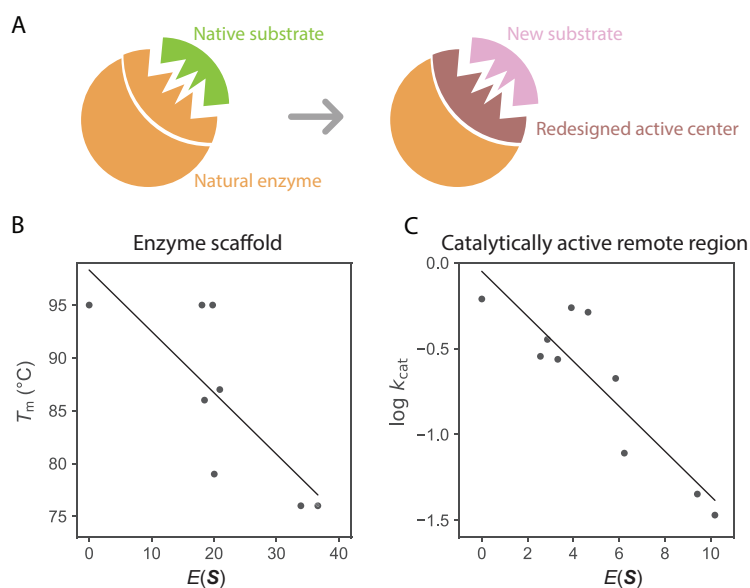 A
Native substrate
New substrate
Redesigned active center
Natural enzyme
B
Enzyme scaffold
95
90
85
80
75
T_m (°C)
0 10 20 30 40
E(S)
C
Catalytically active remote region
0.0
−0.5
−1.0
−1.5
log k_cat
0 2 4 6 8 10
E(S)